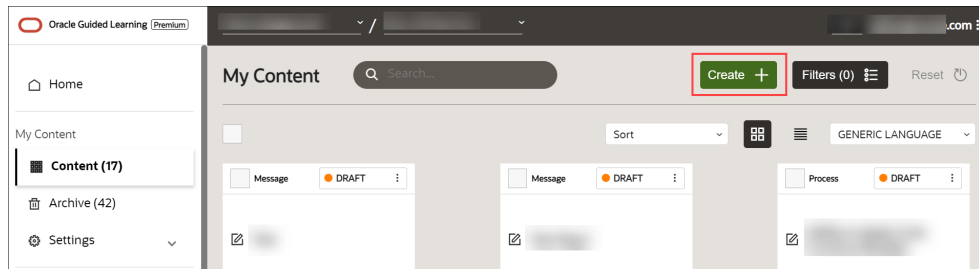 Oracle Guided Learning Premium
/
.com
Home
My Content
Content (17)
Archive (42)
Settings
My Content
Search...
Create +
Filters (0)
Reset
Sort
GENERIC LANGUAGE
Message DRAFT
Message DRAFT
Process DRAFT